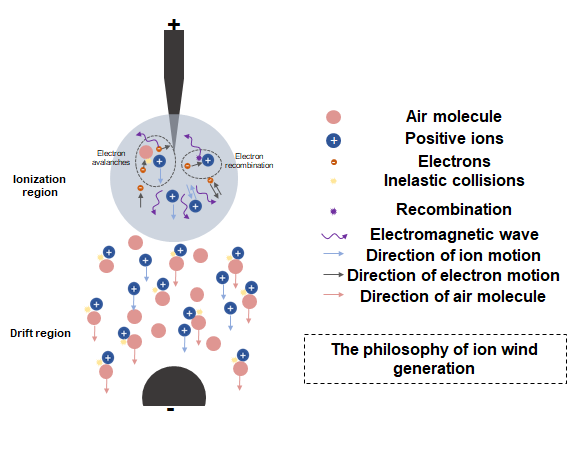 +
Electron
avalanches
Electron
recombination
Ionization
region
Drift region
-
Air molecule
Positive ions
Electrons
Inelastic collisions
Recombination
Electromagnetic wave
Direction of ion motion
Direction of electron motion
Direction of air molecule
The philosophy of ion wind
generation